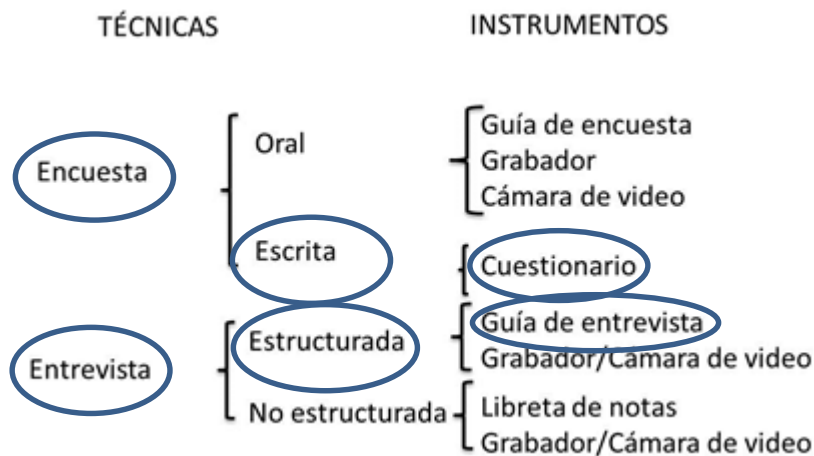 TÉCNICAS
INSTRUMENTOS
Encuesta
Oral
Guía de encuesta
Grabador
Cámara de video
Escrita
Cuestionario
Entrevista
Estructurada
Guía de entrevista
Grabador/Cámara de video
No estructurada
Libreta de notas
Grabador/Cámara de video